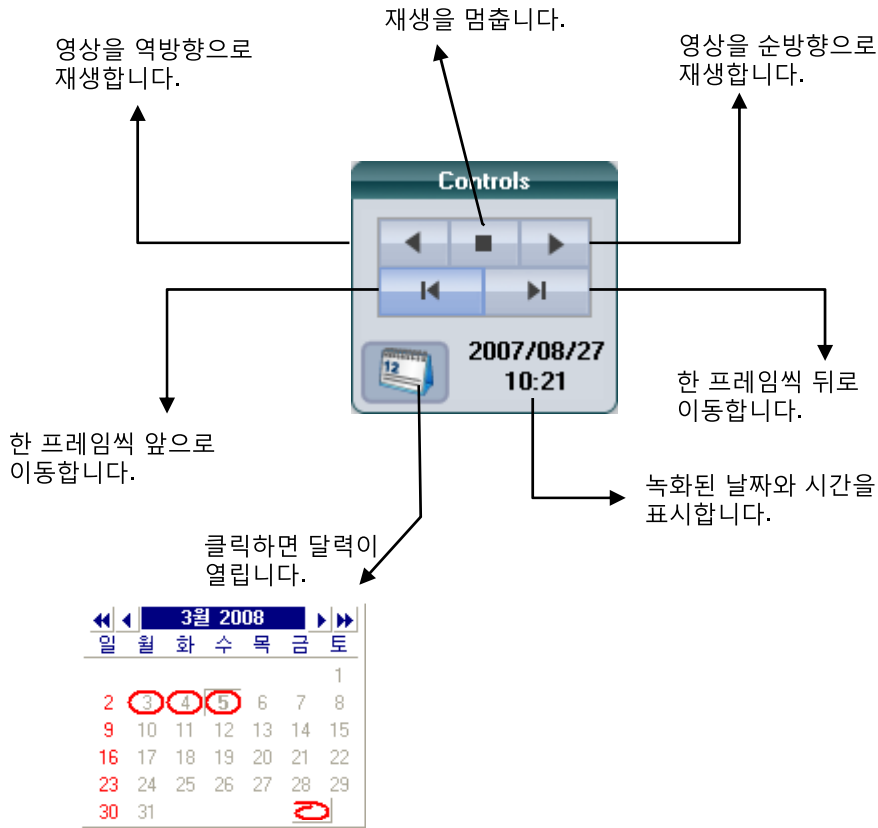 재생을 멈춥니다.
영상을 역방향으로
재생합니다.
영상을 순방향으로
재생합니다.
Controls
2007/08/27
10:21
한 프레임씩 뒤로
이동합니다.
한 프레임씩 앞으로
이동합니다.
녹화된 날짜와 시간을
표시합니다.
12
클릭하면 달력이
열립니다.
3월 2008
일 월 화 수 목 금 토
1
2 3 4 5 6 7 8
9 10 11 12 13 14 15
16 17 18 19 20 21 22
23 24 25 26 27 28 29
30 31